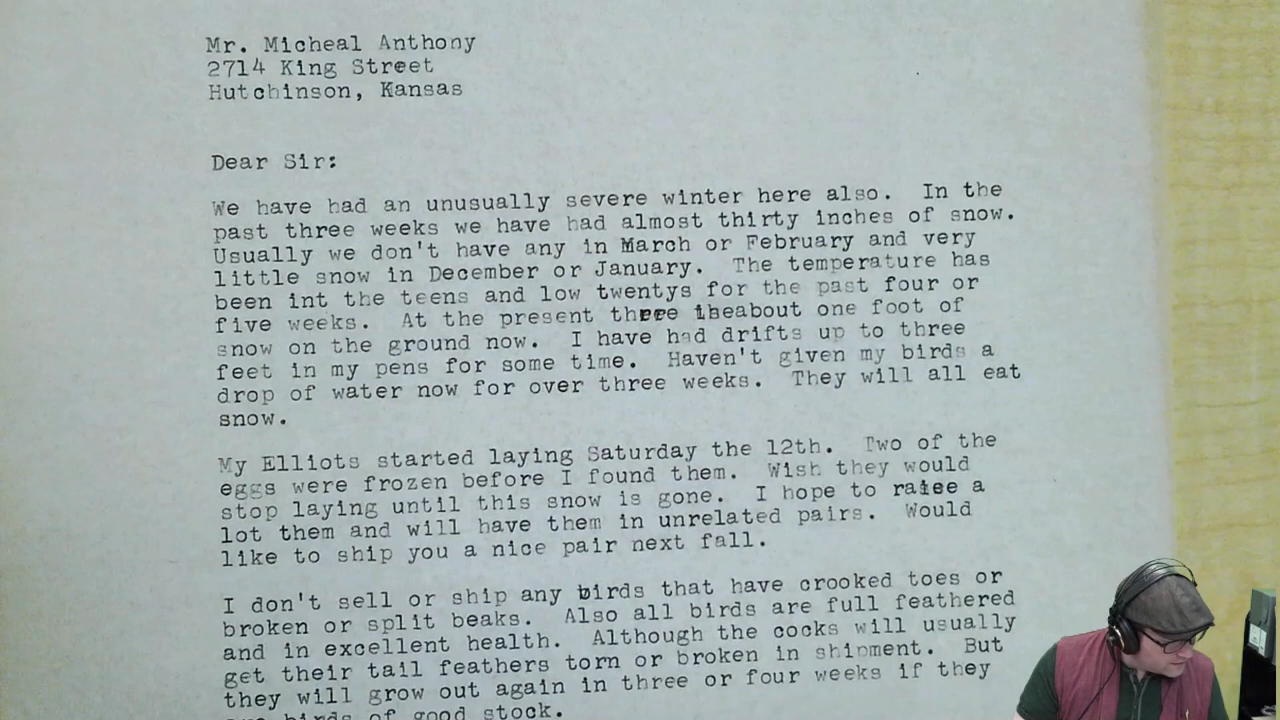 Mr. Micheal Anthony
2714 King Street
Hutchinson, Kansas
Dear Sir:
We have had an unusually severe winter here also. In the
past three weeks we have had almost thirty inches of snow.
Usually we don't have any in March or February and very
little snow in December or January. The temperature has
been int the teens and low twentys for the past four or
five weeks. At the present about one foot of
snow on the ground now. I have had drifts up to three
feet in my pens for some time. Haven't given my birds a
drop of water now for over three weeks. They will all eat
snow.
My Elliots started laying Saturday the 12th. Two of the
eggs were frozen before I found them. Wish they would
stop laying until this snow is gone. I hope to raise a
lot them and will have them in unrelated pairs. Would
like to ship you a nice pair next fall.
I don't sell or ship any birds that have crooked toes or
broken or split beaks. Also all birds are full feathered
and in excellent health. Although the cocks will usually
get their tail feathers torn or broken in shipment. But
they will grow out again in three or four weeks if they
are birds of good stock.